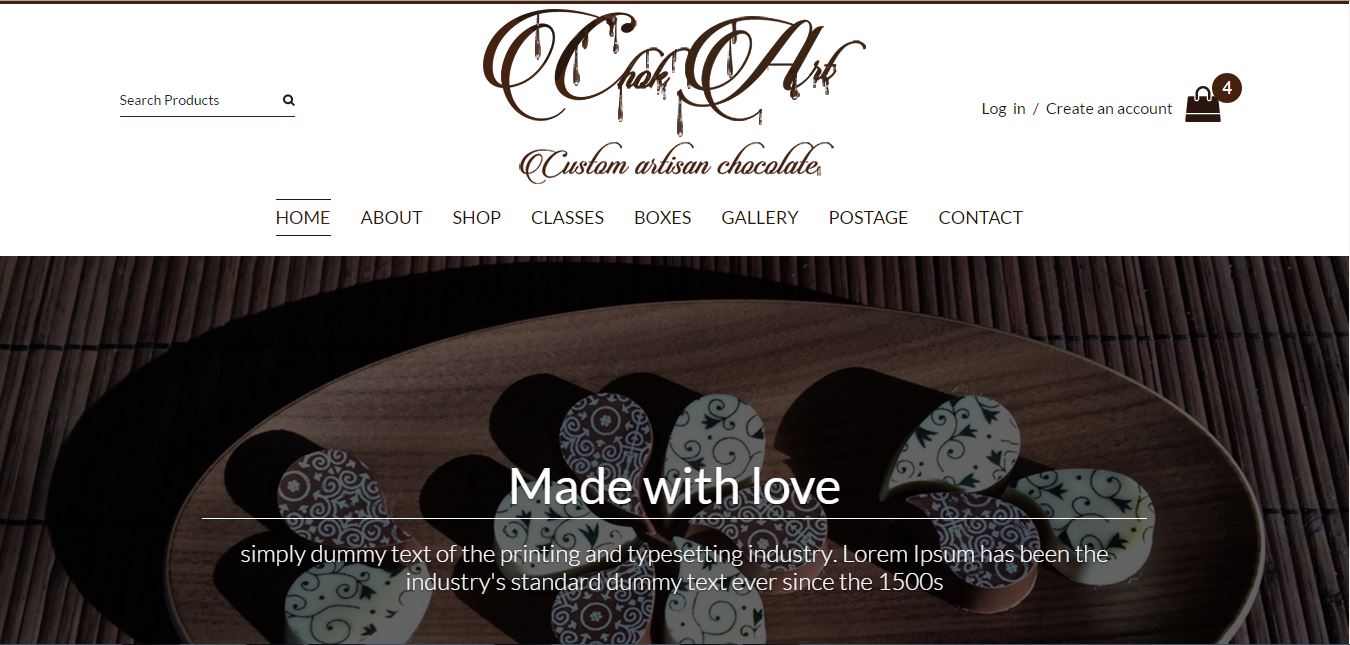 Chok Art
Custom artisan chocolate
Search Products
Log in / Create an account
4
HOME ABOUT SHOP CLASSES BOXES GALLERY POSTAGE CONTACT
Made with love
simply dummy text of the printing and typesetting industry. Lorem Ipsum has been the
industry's standard dummy text ever since the 1500s